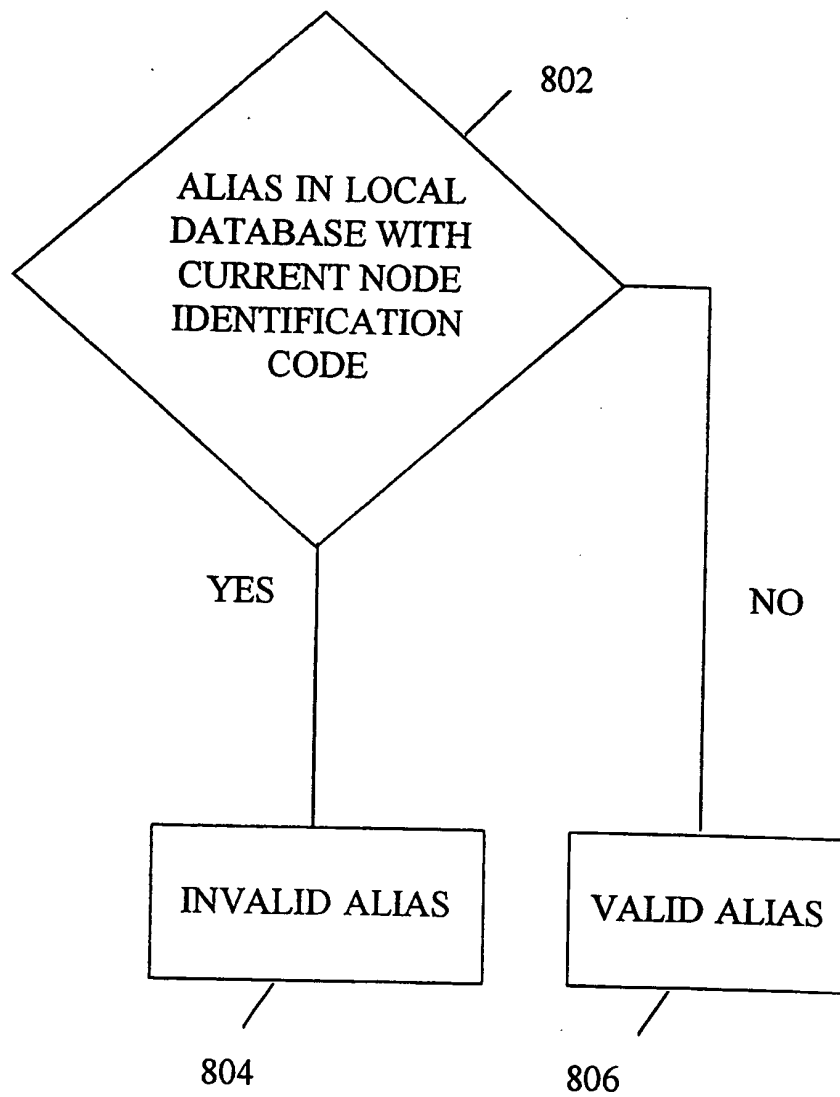 802
ALIAS IN LOCAL
DATABASE WITH
CURRENT NODE
IDENTIFICATION
CODE
YES
NO
INVALID ALIAS
VALID ALIAS
804
806